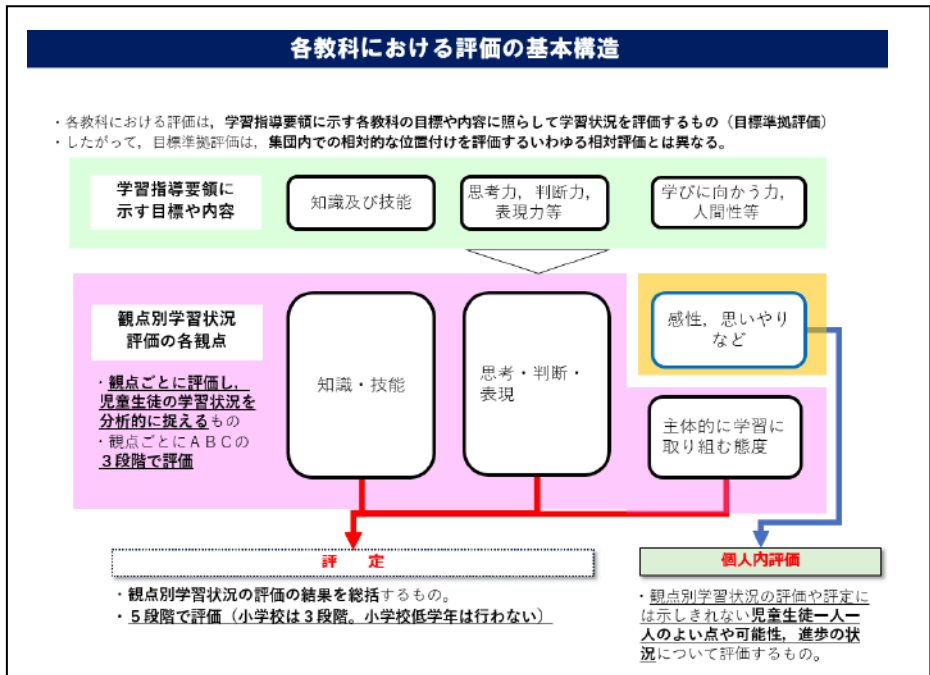 各教科における評価の基本構造
・各教科における評価は，学習指導要領に示す各教科の目標や内容に照らして学習状況を評価するもの（目標準拠評価）
・したがって，目標準拠評価は，集団内での相対的な位置付けを評価するいわゆる相対評価とは異なる。
学習指導要領に
示す目標や内容
知識及び技能
思考力，判断力，
表現力等
学びに向かう力，
人間性等
観点別学習状況
評価の各観点
・観点ごとに評価し，
児童生徒の学習状況を
分析的に捉えるもの
・観点ごとにＡＢＣの
３段階で評価
知識・技能
思考・判断・
表現
感性，思いやり
など
主体的に学習に
取り組む態度
評　定
・観点別学習状況の評価の結果を総括するもの。
・５段階で評価（小学校は３段階。小学校低学年は行わない）
個人内評価
・観点別学習状況の評価や評定に
は示しきれない児童生徒一人一
人のよい点や可能性，進歩の状
況について評価するもの。